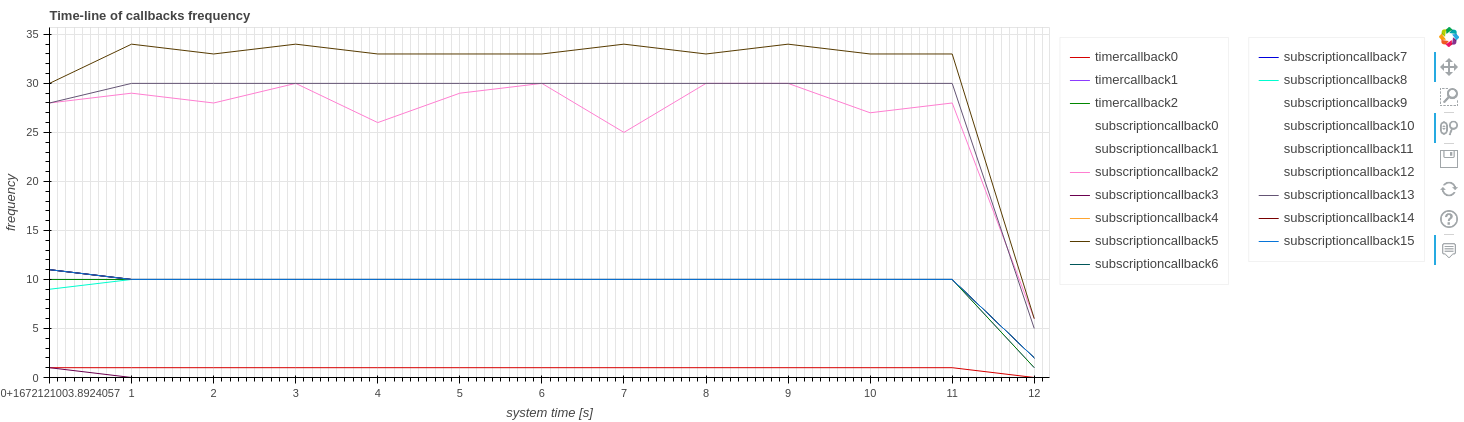 Time-line of callbacks frequency
35
30
25
20
15
10
5
0
frequency
0+1672121003.8924057 1 2 3 4 5 6 7 8 9 10 11 12
system time [s]
timercallback0
timercallback1
timercallback2
subscriptioncallback0
subscriptioncallback1
subscriptioncallback2
subscriptioncallback3
subscriptioncallback4
subscriptioncallback5
subscriptioncallback6
subscriptioncallback7
subscriptioncallback8
subscriptioncallback9
subscriptioncallback10
subscriptioncallback11
subscriptioncallback12
subscriptioncallback13
subscriptioncallback14
subscriptioncallback15